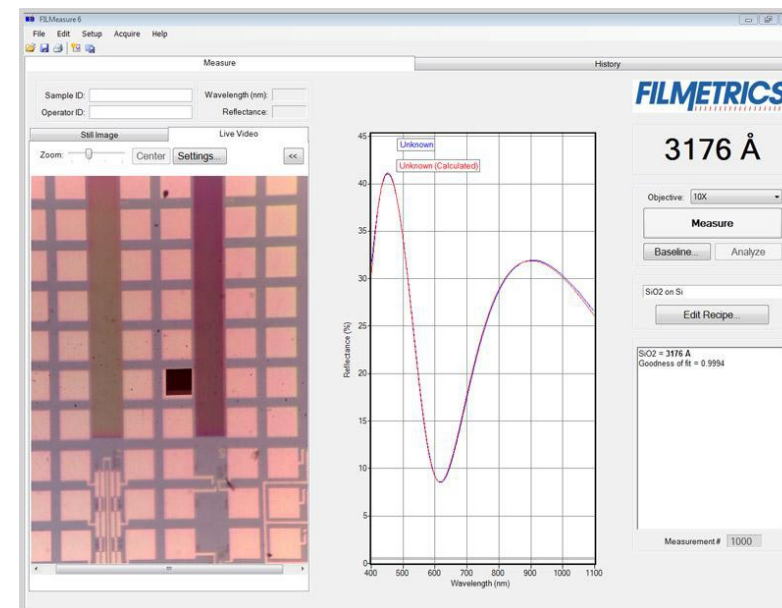 FILMeasure 6
File Edit Setup Acquire Help
Measure
History
Sample ID:
Wavelength (nm):
Operator ID:
Reflectance:
Still Image
Live Video
Zoom:
Center
Settings...
<<
Unknown
Unknown (Calculated)
45
40
35
30
25
20
15
10
5
0
Reflectance (%)
400 500 600 700 800 900 1000 1100
Wavelength (nm)
FILMETRICS
3176 Å
Objective: 10X
Measure
Baseline...
Analyze
SiO2 on Si
Edit Recipe...
SiO2 = 3176 A
Goodness of fit = 0.9994
Measurement# 1000